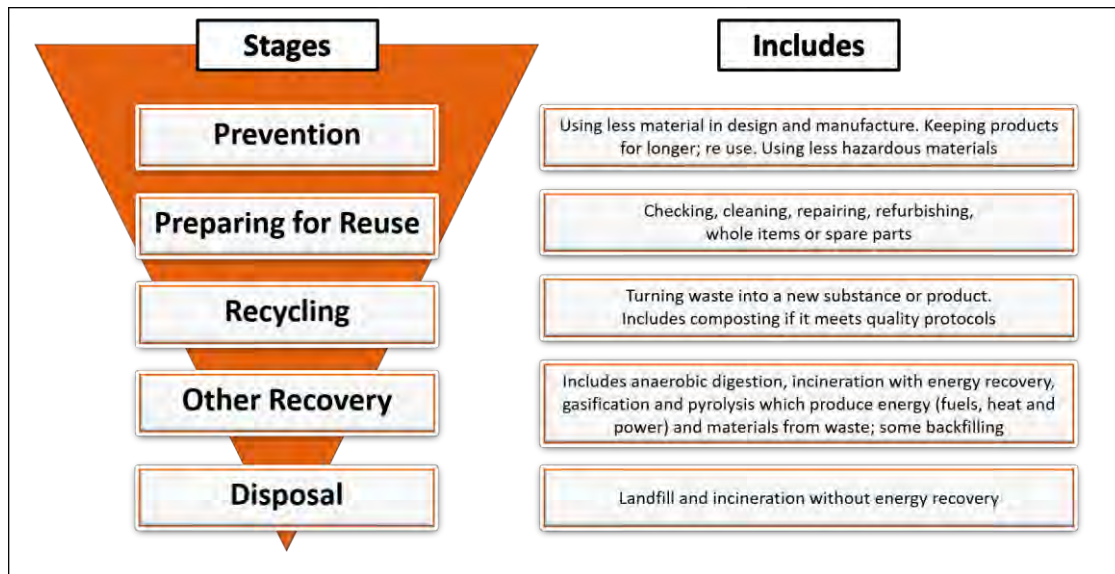 Stages
Includes
Prevention
Using less material in design and manufacture. Keeping products
for longer; re use. Using less hazardous materials
Preparing for Reuse
Checking, cleaning, repairing, refurbishing,
whole items or spare parts
Recycling
Turning waste into a new substance or product.
Includes composting if it meets quality protocols
Other Recovery
Includes anaerobic digestion, incineration with energy recovery,
gasification and pyrolysis which produce energy (fuels, heat and
power) and materials from waste; some backfilling
Disposal
Landfill and incineration without energy recovery